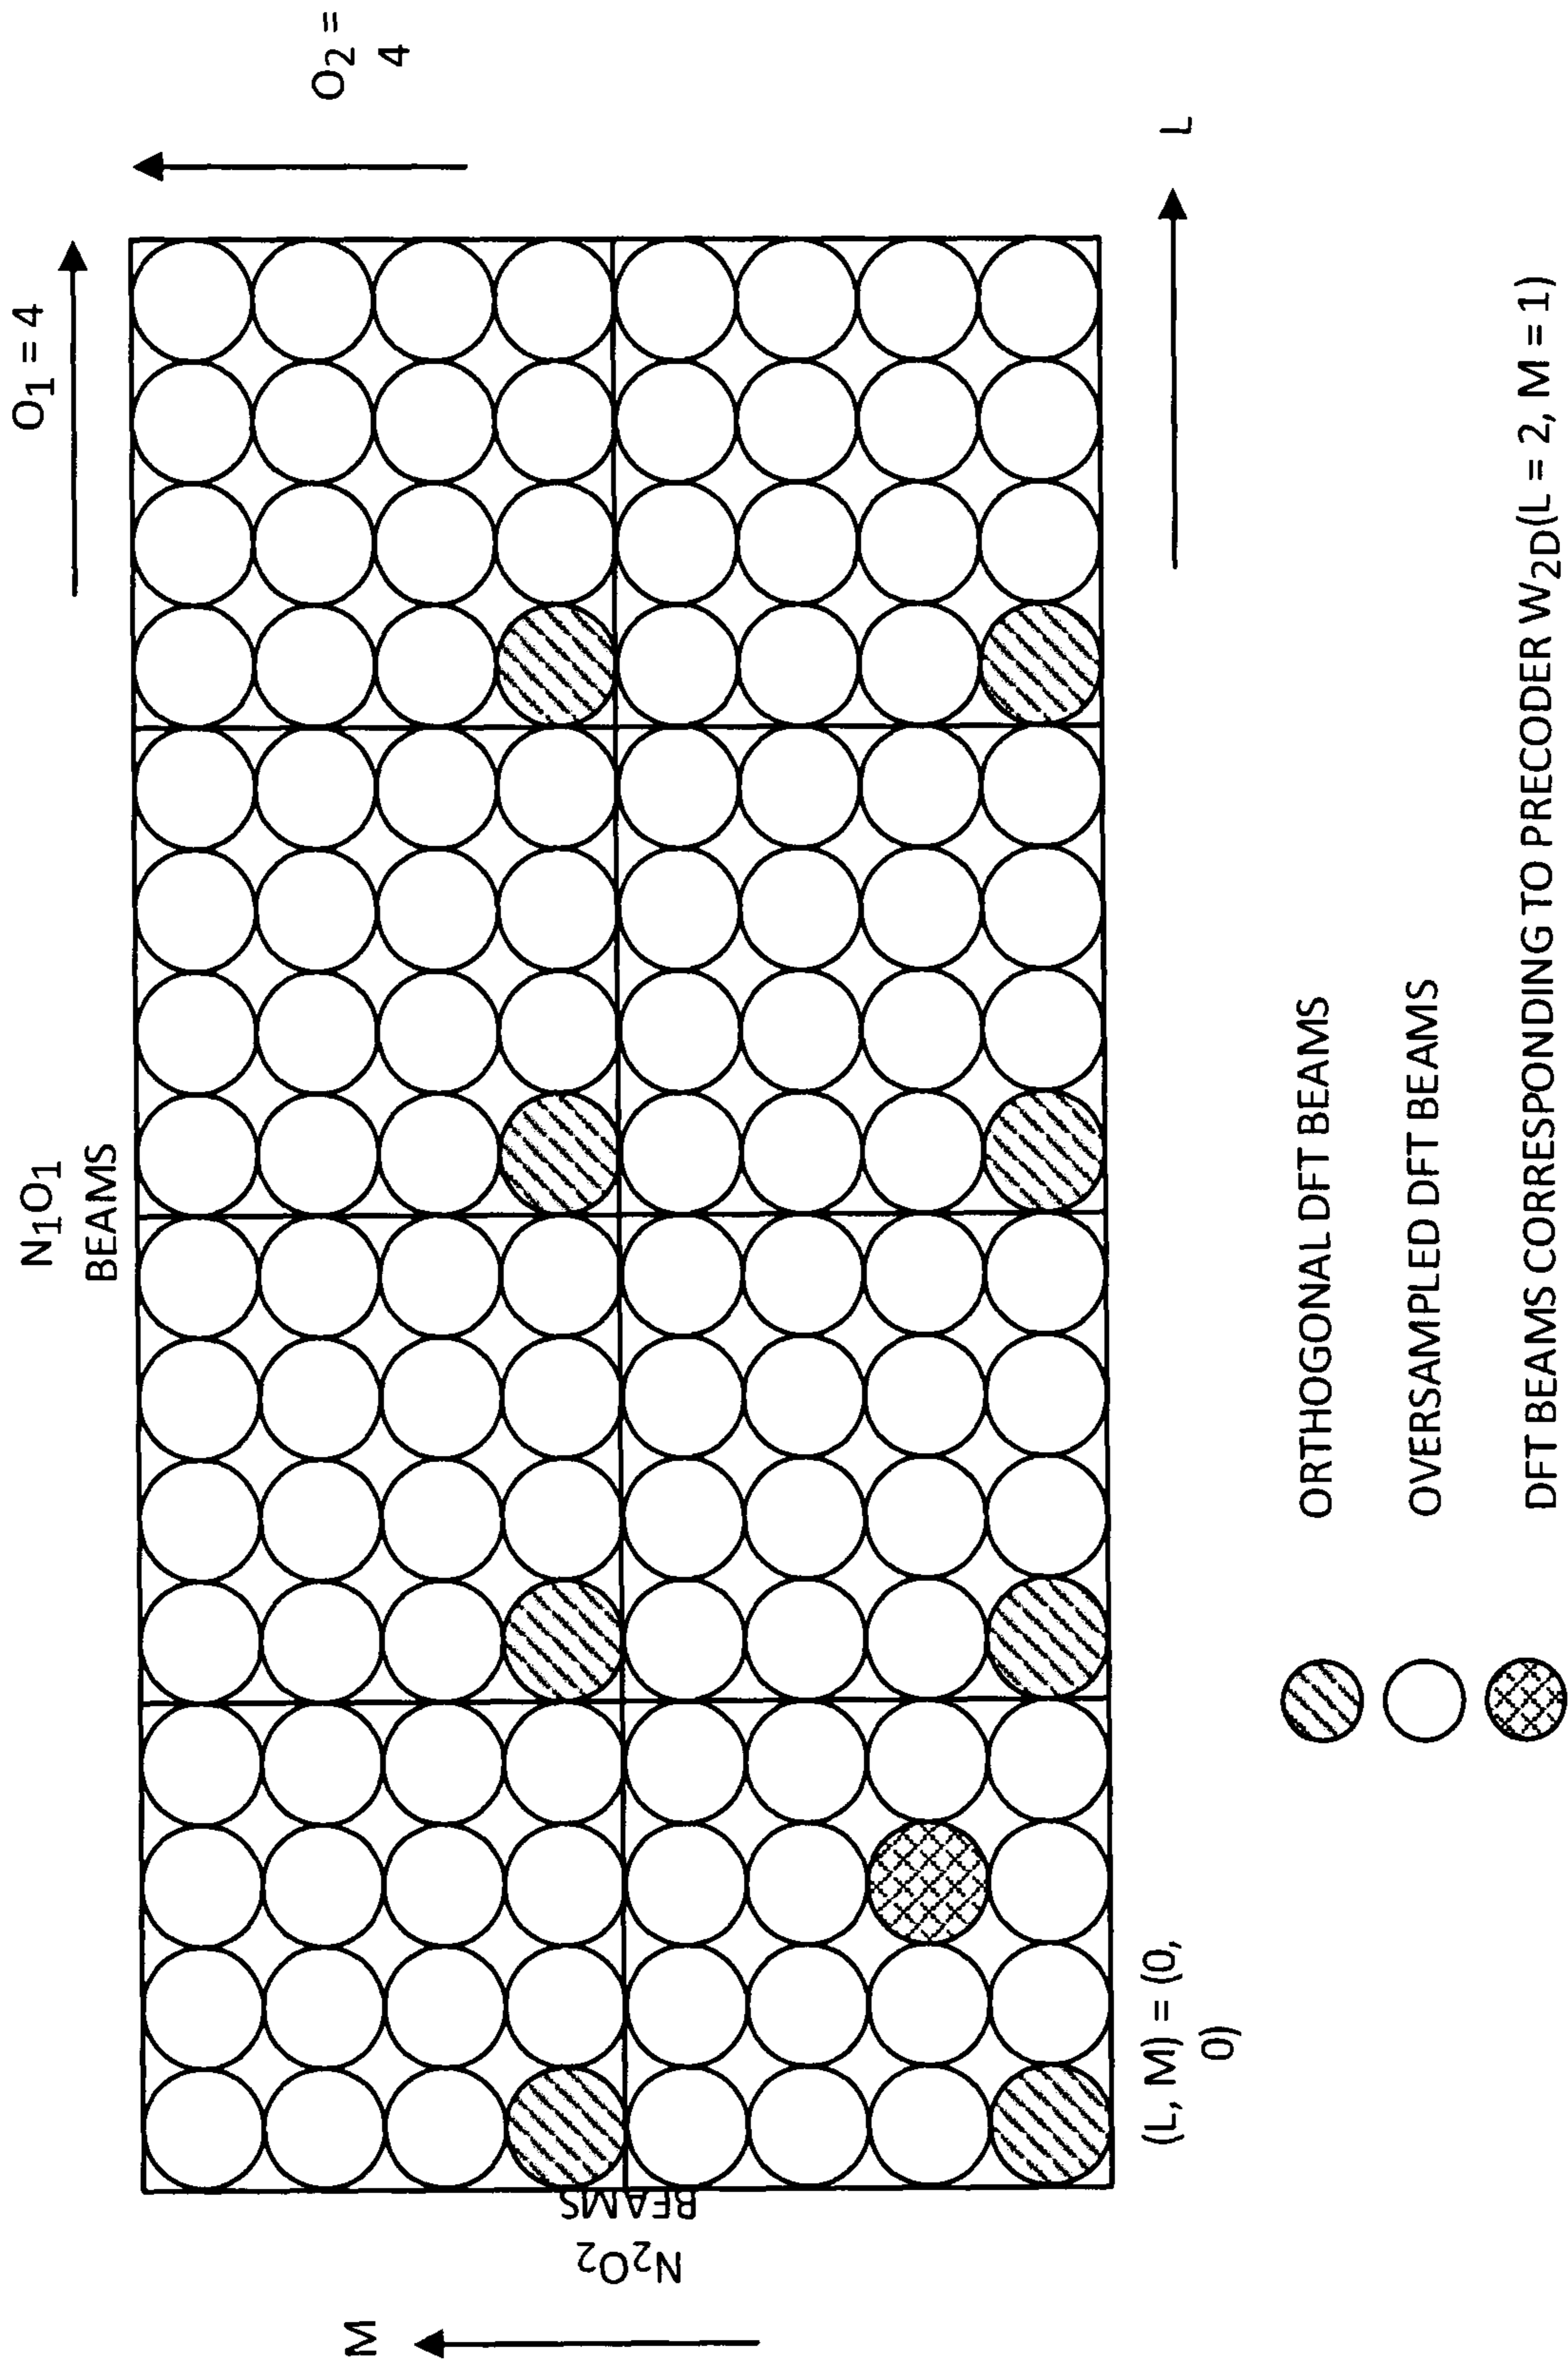 N₁O₁
BEAMS
O₁ = 4
O₂ =
4
M
N₂O₂
BEAMS
(L, M) = (0,
0)
L
ORTHOGONAL DFT BEAMS
OVERSAMPLED DFT BEAMS
DFT BEAMS CORRESPONDING TO PRECODER W₂D(L = 2, M = 1)